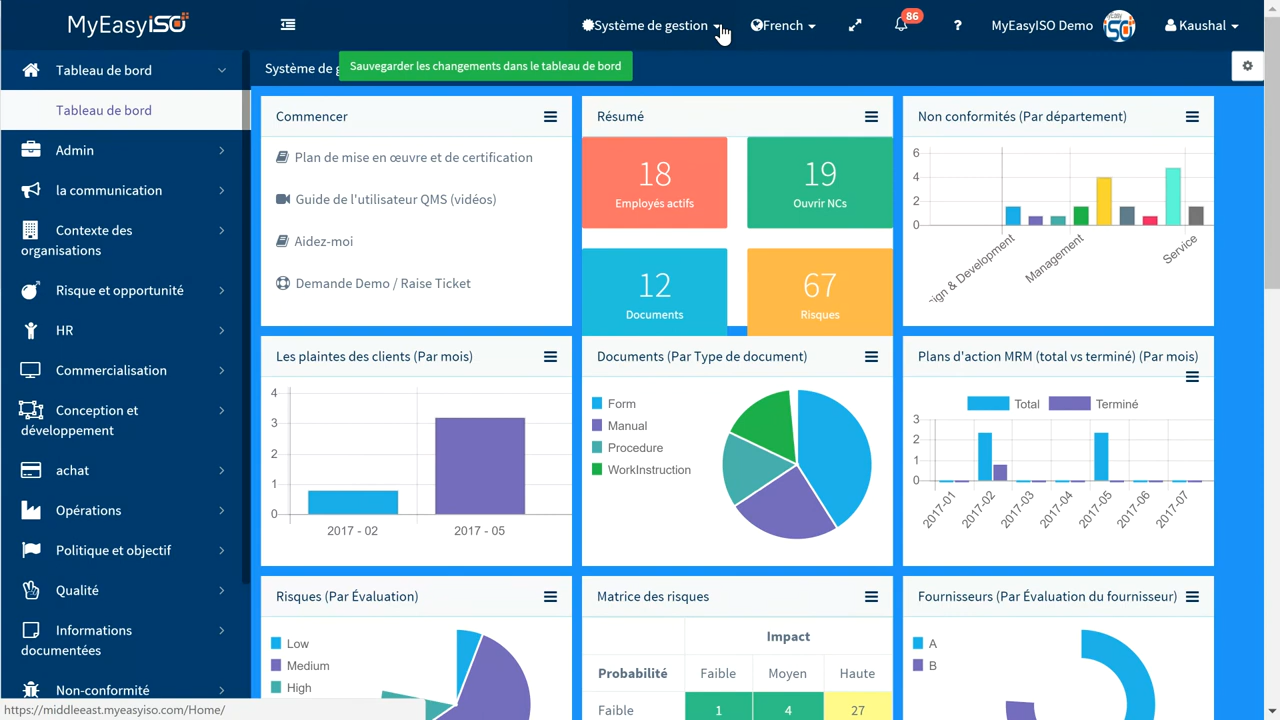 MyEasyISO
Système de gestion
French
86
?
MyEasyISO Demo
Kaushal
Tableau de bord
Tableau de bord
Admin
la communication
Contexte des
organisations
Risque et opportunité
HR
Commercialisation
Conception et
développement
achat
Opérations
Politique et objectif
Qualité
Informations
documentées
Non-conformité
https://middleeast.myeasyiso.com/Home/
Système de g
Sauvegarder les changements dans le tableau de bord
Commencer
Plan de mise en œuvre et de certification
Guide de l'utilisateur QMS (vidéos)
Aidez-moi
Demande Demo / Raise Ticket
Résumé
18
Employés actifs
19
Ouvrir NCs
12
Documents
67
Risques
Non conformités (Par département)
6
4
2
0
ign & Development
Management
Service
Les plaintes des clients (Par mois)
4
3
2
1
0
2017 - 02
2017 - 05
Documents (Par Type de document)
Form
Manual
Procedure
WorkInstruction
Plans d'action MRM (total vs terminé) (Par mois)
Total
Terminé
3
2
1
0
2017-01
2017-02
2017-03
2017-04
2017-05
2017-06
2017-07
Risques (Par Évaluation)
Low
Medium
High
Matrice des risques
Impact
Probabilité
Faible
Moyen
Haute
Faible
1
4
27
Fournisseurs (Par Évaluation du fournisseur)
A
B